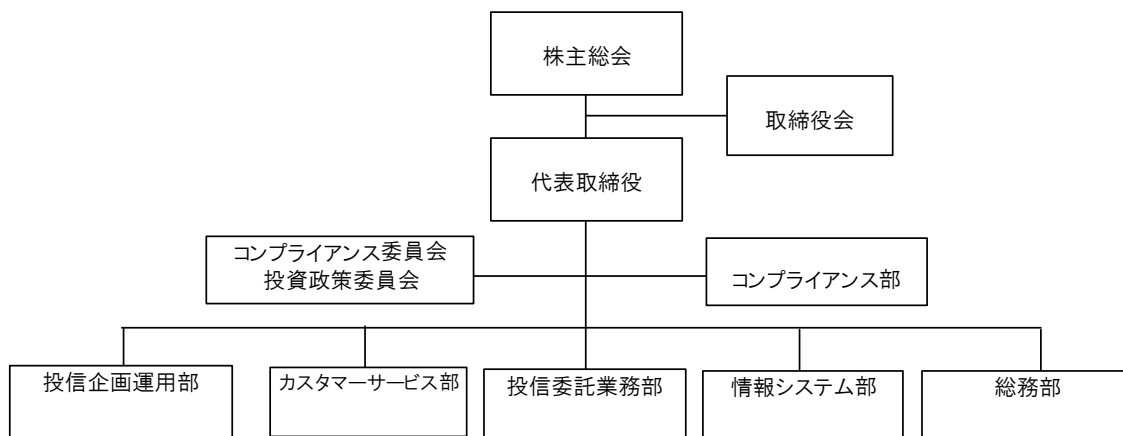 株主総会
取締役会
代表取締役
コンプライアンス委員会
投資政策委員会
コンプライアンス部
投信企画運用部
カスタマーサービス部
投信委託業務部
情報システム部
総務部